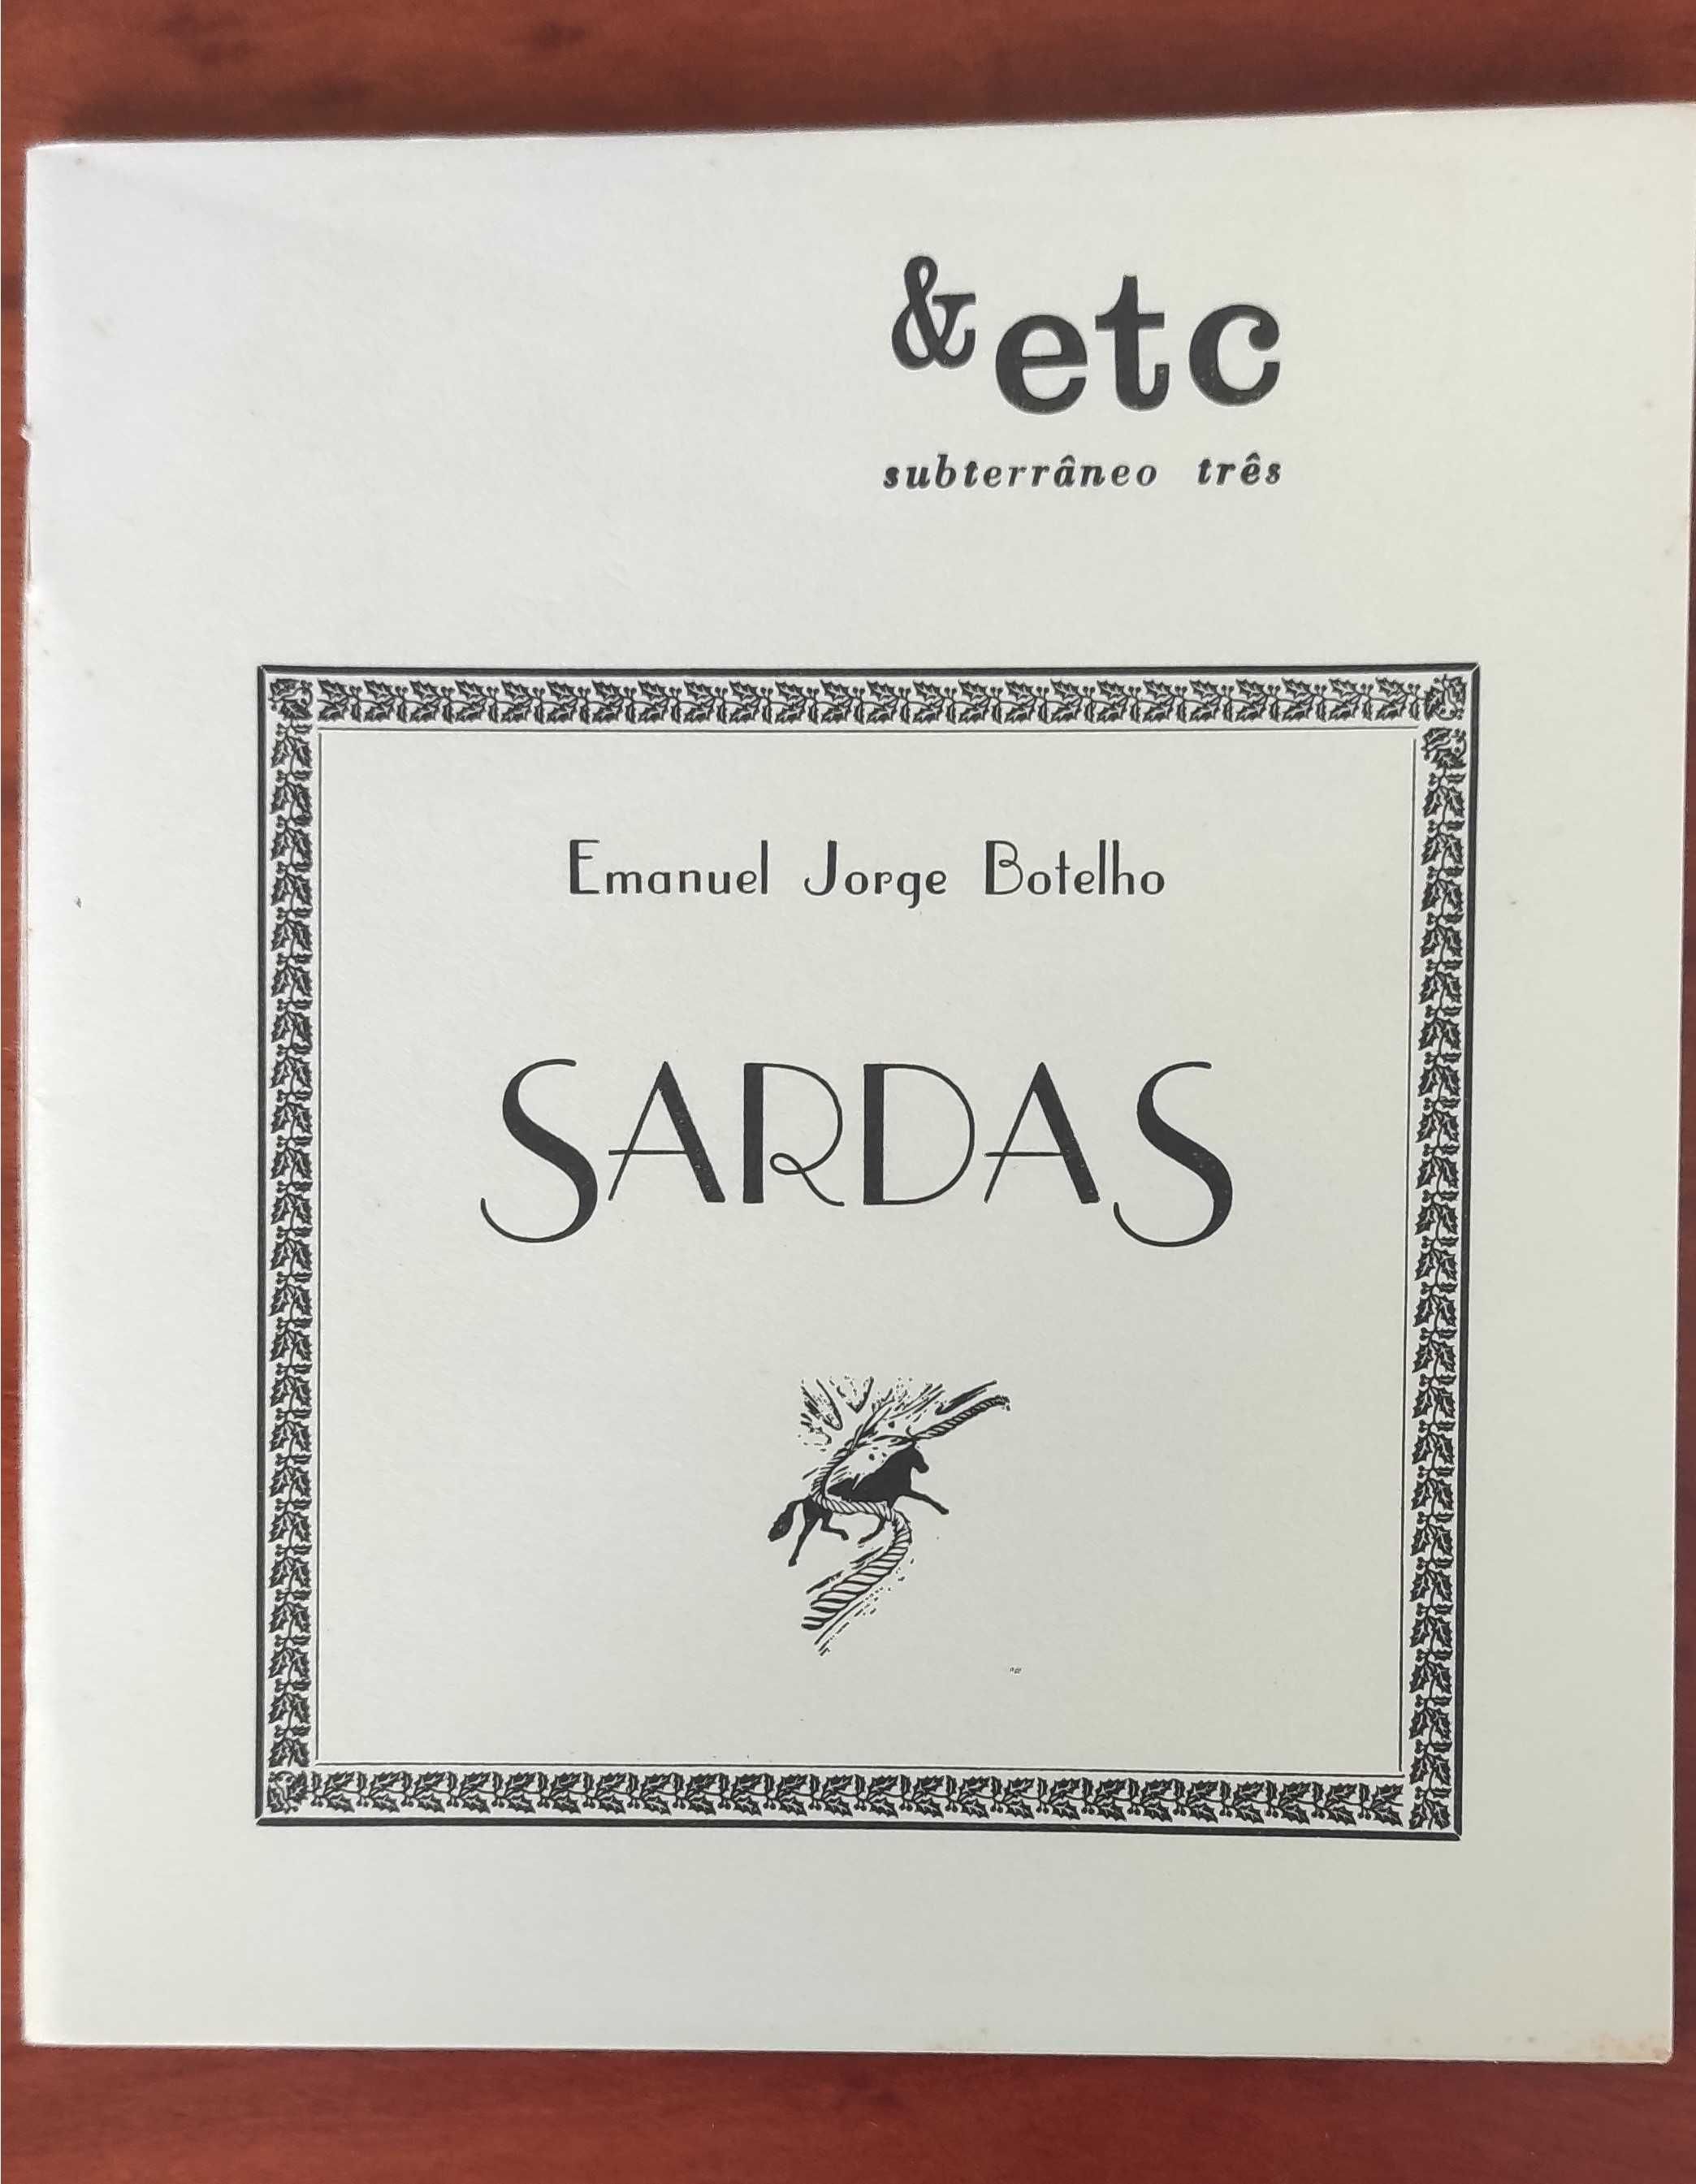 & etc
subterrâneo três
Emanuel Jorge Botelho
SARDAS